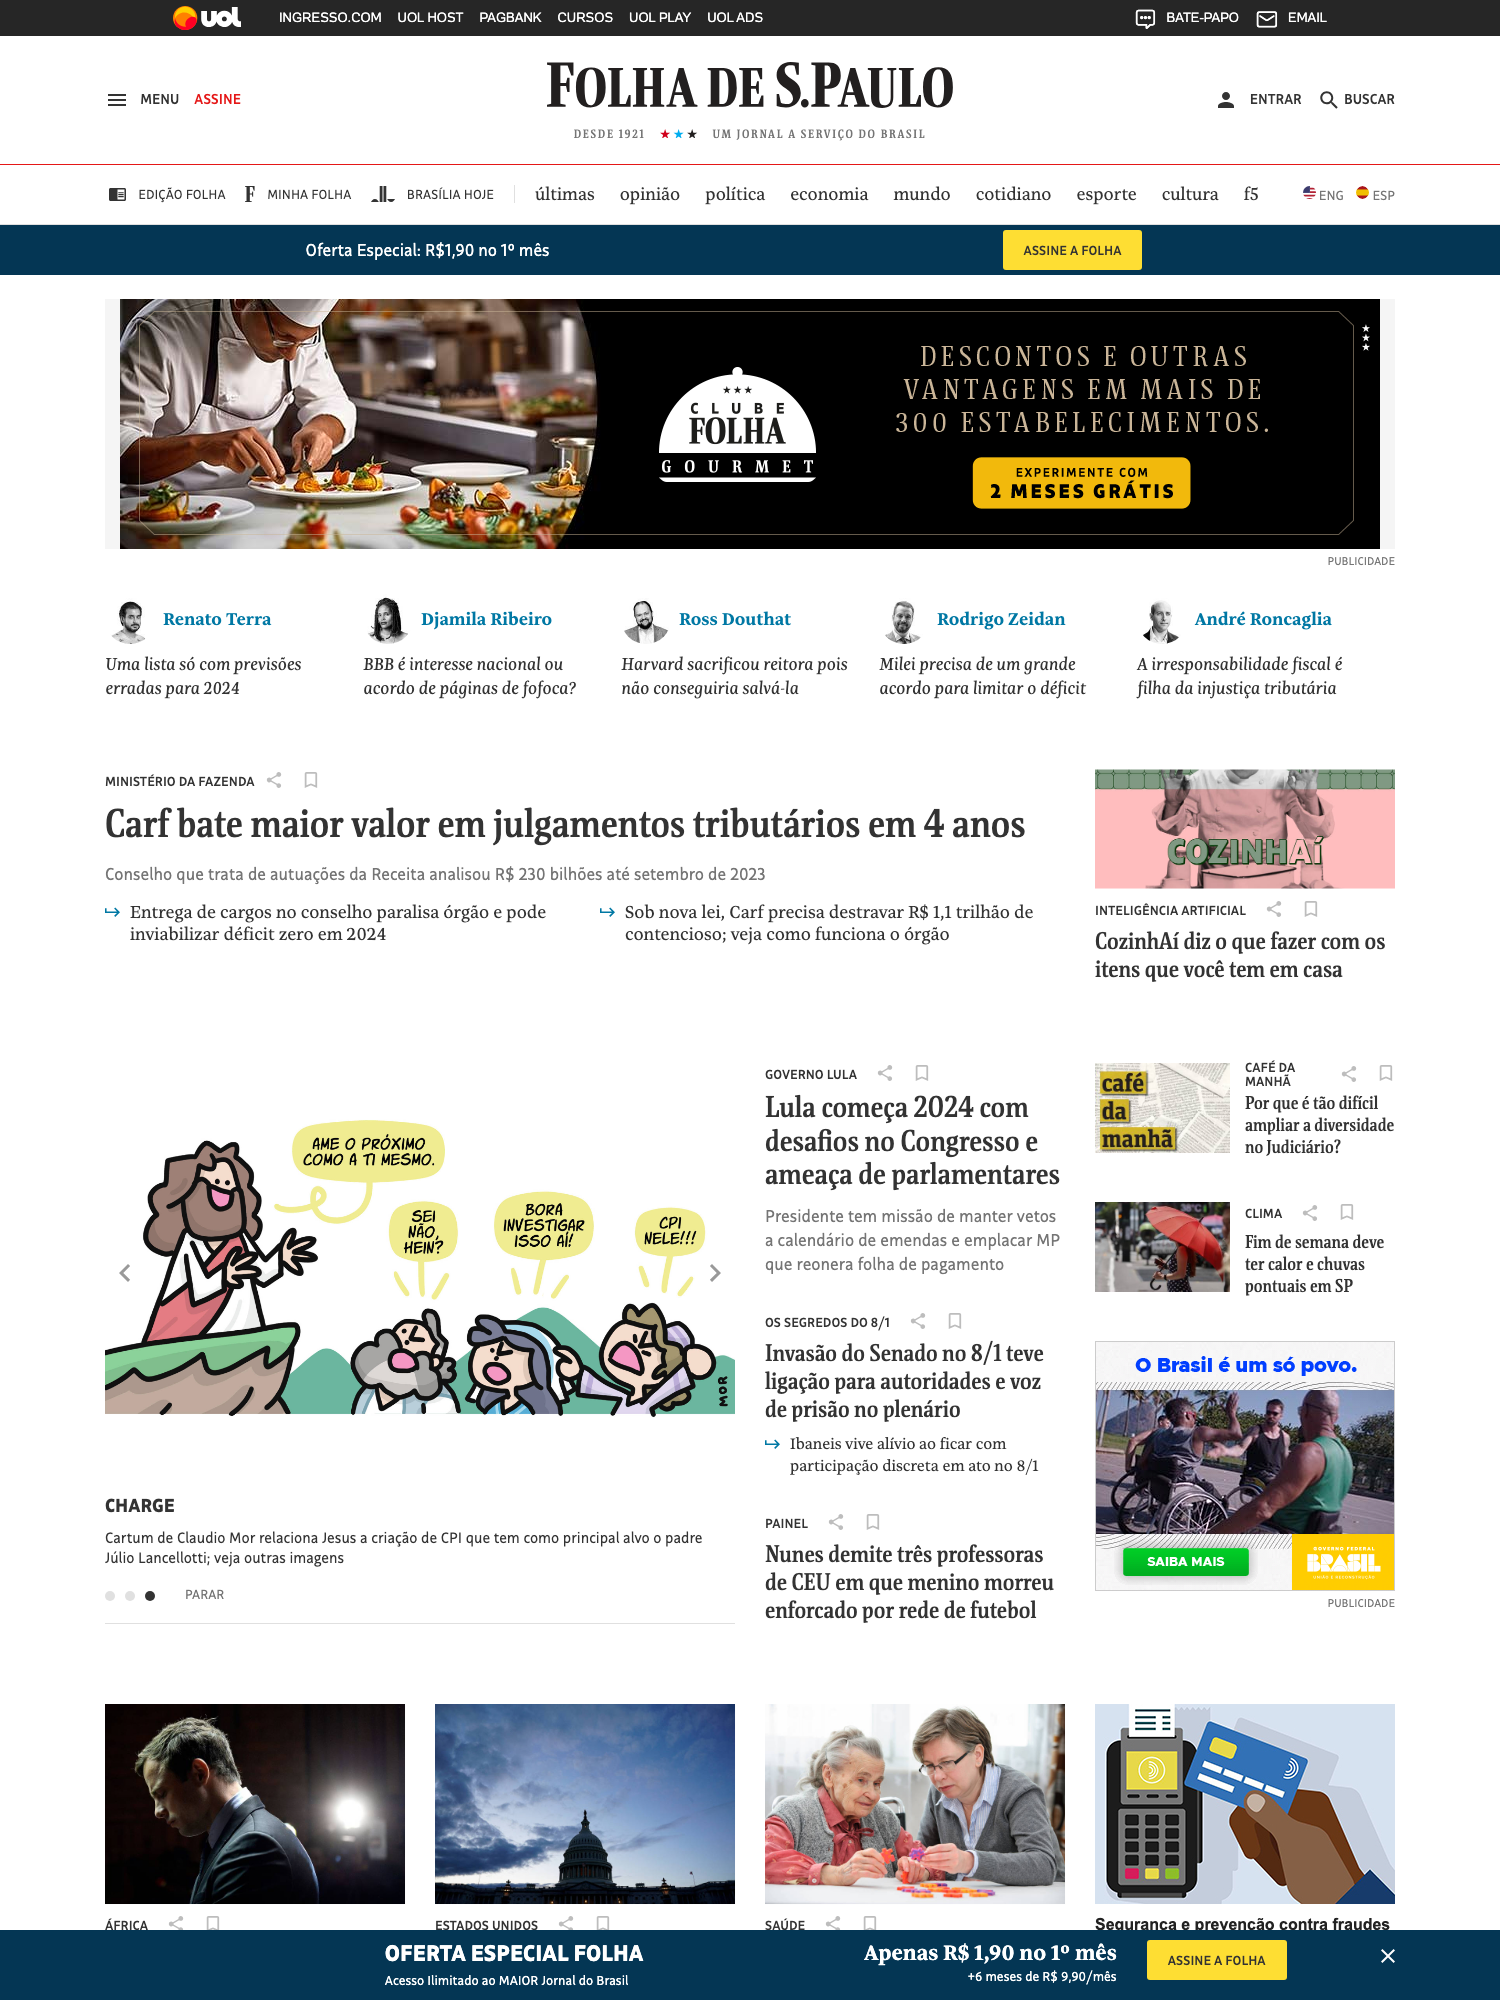 uol INGRESSO.COM UOL HOST PAGBANK CURSOS UOL PLAY UOL ADS BATE-PAPO EMAIL
MENU ASSINE
FOLHA DE S.PAULO
DESDE 1921 ★★★ UM JORNAL A SERVIÇO DO BRASIL
ENTRAR BUSCAR
EDIÇÃO FOLHA MINHA FOLHA BRASÍLIA HOJE últimas opinião política economia mundo cotidiano esporte cultura f5 ENG ESP
Oferta Especial: R$1,90 no 1º mês ASSINE A FOLHA
CLUBE
FOLHA
GOURMET
DESCONTOS E OUTRAS
VANTAGENS EM MAIS DE
300 ESTABELECIMENTOS.
EXPERIMENTE COM
2 MESES GRÁTIS
PUBLICIDADE
Renato Terra
Uma lista só com previsões
erradas para 2024
Djamila Ribeiro
BBB é interesse nacional ou
acordo de páginas de fofoca?
Ross Douthat
Harvard sacrificou reitora pois
não conseguiria salvá-la
Rodrigo Zeidan
Milei precisa de um grande
acordo para limitar o déficit
André Roncaglia
A irresponsabilidade fiscal é
filha da injustiça tributária
MINISTÉRIO DA FAZENDA
Carf bate maior valor em julgamentos tributários em 4 anos
Conselho que trata de autuações da Receita analisou R$ 230 bilhões até setembro de 2023
Entrega de cargos no conselho paralisa órgão e pode
inviabilizar déficit zero em 2024
Sob nova lei, Carf precisa destravar R$ 1,1 trilhão de
contencioso; veja como funciona o órgão
COZINHAÍ
INTELIGÊNCIA ARTIFICIAL
CozinhAí diz o que fazer com os
itens que você tem em casa
AME O PRÓXIMO
COMO A TI MESMO.
SEI
NÃO,
HEIN?
BORA
INVESTIGAR
ISSO AÍ!
CPI
NELE!!!
MOR
CHARGE
Cartum de Claudio Mor relaciona Jesus a criação de CPI que tem como principal alvo o padre
Júlio Lancellotti; veja outras imagens
PARAR
GOVERNO LULA
Lula começa 2024 com
desafios no Congresso e
ameaça de parlamentares
Presidente tem missão de manter vetos
a calendário de emendas e emplacar MP
que reonera folha de pagamento
OS SEGREDOS DO 8/1
Invasão do Senado no 8/1 teve
ligação para autoridades e voz
de prisão no plenário
Ibaneis vive alívio ao ficar com
participação discreta em ato no 8/1
PAINEL
Nunes demite três professoras
de CEU em que menino morreu
enforcado por rede de futebol
café
da
manhã
CAFÉ DA
MANHÃ
Por que é tão difícil
ampliar a diversidade
no Judiciário?
CLIMA
Fim de semana deve
ter calor e chuvas
pontuais em SP
O Brasil é um só povo.
SAIBA MAIS
GOVERNO FEDERAL
BRASIL
UNIÃO E RECONSTRUÇÃO
PUBLICIDADE
ÁFRICA
ESTADOS UNIDOS
SAÚDE
Segurança e prevenção contra fraudes
OFERTA ESPECIAL FOLHA
Acesso Ilimitado ao MAIOR Jornal do Brasil
Apenas R$ 1,90 no 1º mês
+6 meses de R$ 9,90/mês
ASSINE A FOLHA